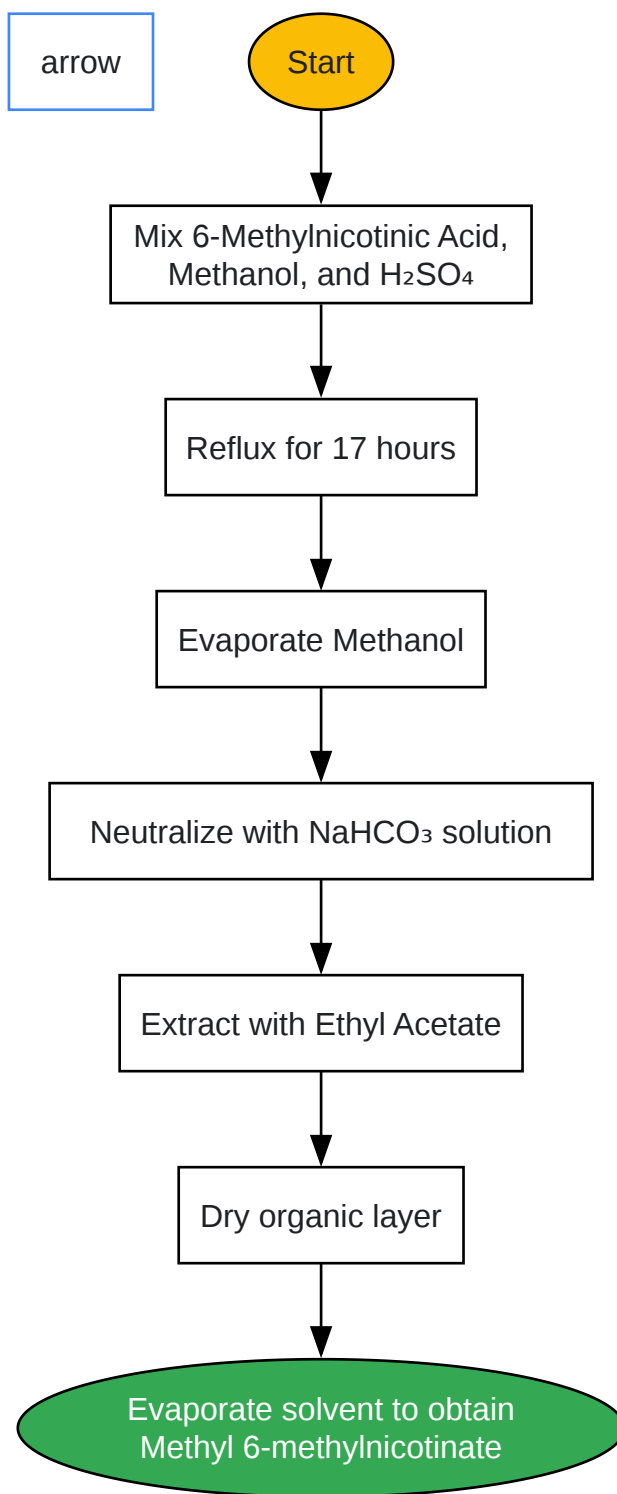 arrow
Start
Mix 6-Methylnicotinic Acid,
Methanol, and H₂SO₄
Reflux for 17 hours
Evaporate Methanol
Neutralize with NaHCO₃ solution
Extract with Ethyl Acetate
Dry organic layer
Evaporate solvent to obtain
Methyl 6-methylnicotinate